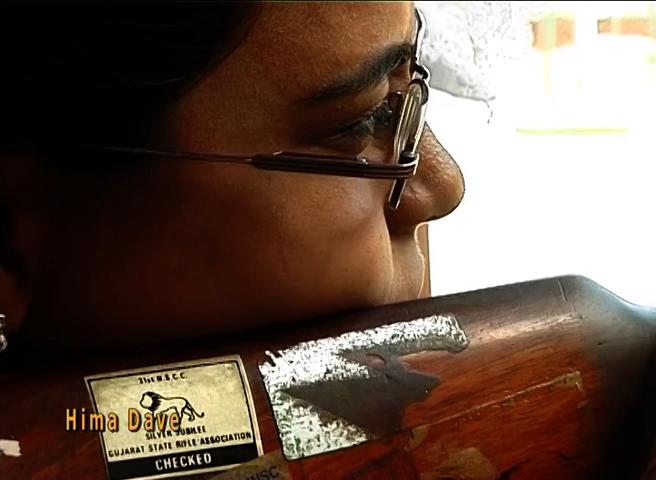 31st N.S.C.C.
Hima Dave
SILVER JUBILEE
GUJARAT STATE RIFLE ASSOCIATION
CHECKED